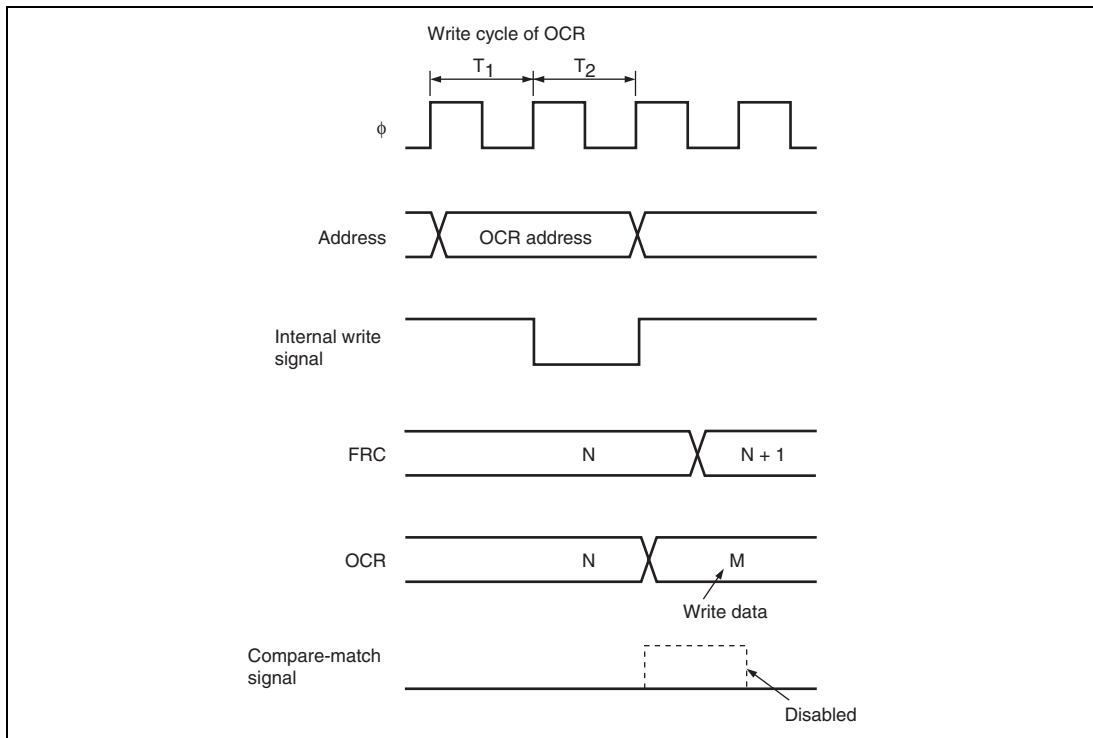 Write cycle of OCR
T1 T2
ϕ
Address
OCR address
Internal write
signal
FRC
N
N + 1
OCR
N
M
Write data
Compare-match
signal
Disabled